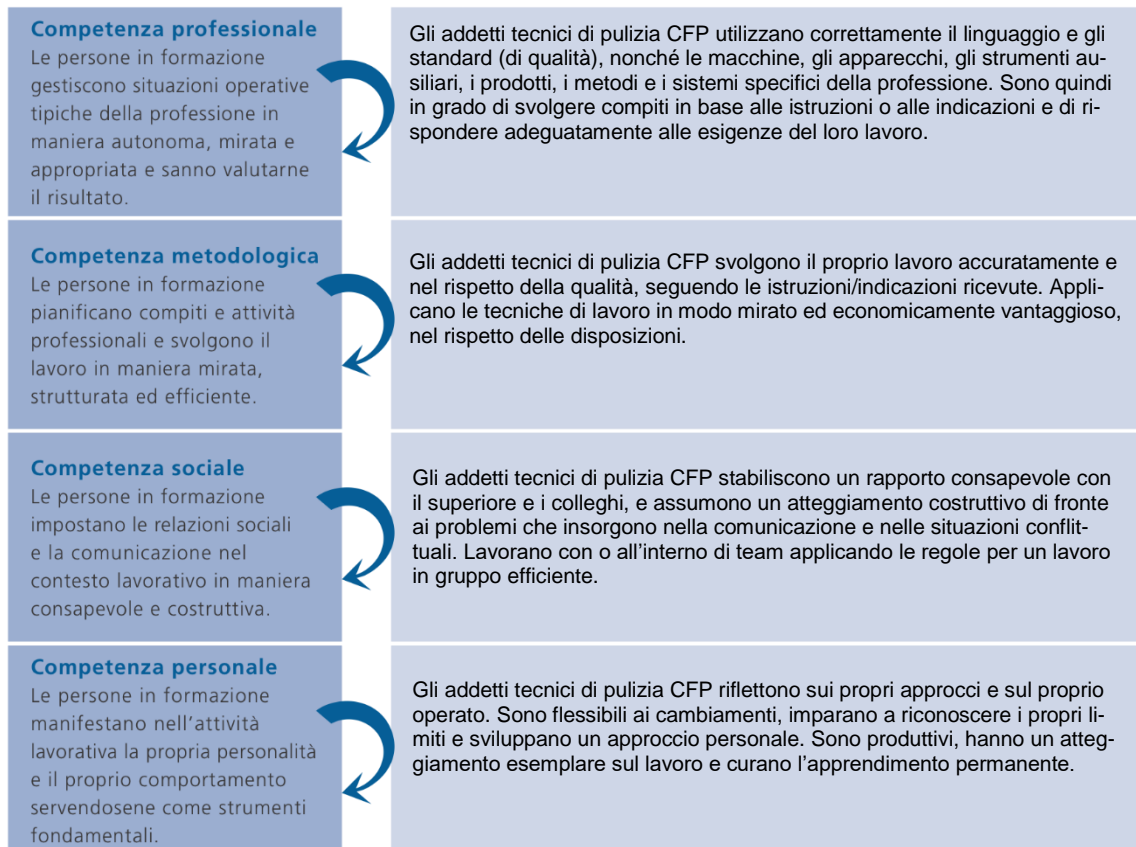 Competenza professionale
Le persone in formazione
gestiscono situazioni operative
tipiche della professione in
maniera autonoma, mirata e
appropriata e sanno valutarne
il risultato.
Gli addetti tecnici di pulizia CFP utilizzano correttamente il linguaggio e gli
standard (di qualità), nonché le macchine, gli apparecchi, gli strumenti au-
siliari, i prodotti, i metodi e i sistemi specifici della professione. Sono quindi
in grado di svolgere compiti in base alle istruzioni o alle indicazioni e di ri-
spondere adeguatamente alle esigenze del loro lavoro.
Competenza metodologica
Le persone in formazione
pianificano compiti e attività
professionali e svolgono il
lavoro in maniera mirata,
strutturata ed efficiente.
Gli addetti tecnici di pulizia CFP svolgono il proprio lavoro accuratamente e
nel rispetto della qualità, seguendo le istruzioni/indicazioni ricevute. Appli-
cano le tecniche di lavoro in modo mirato ed economicamente vantaggioso,
nel rispetto delle disposizioni.
Competenza sociale
Le persone in formazione
impostano le relazioni sociali
e la comunicazione nel
contesto lavorativo in maniera
consapevole e costruttiva.
Gli addetti tecnici di pulizia CFP stabiliscono un rapporto consapevole con
il superiore e i colleghi, e assumono un atteggiamento costruttivo di fronte
ai problemi che insorgono nella comunicazione e nelle situazioni conflit-
tuali. Lavorano con o all'interno di team applicando le regole per un lavoro
in gruppo efficiente.
Competenza personale
Le persone in formazione
manifestano nell'attività
lavorativa la propria personalità
e il proprio comportamento
servendosene come strumenti
fondamentali.
Gli addetti tecnici di pulizia CFP riflettono sui propri approcci e sul proprio
operato. Sono flessibili ai cambiamenti, imparano a riconoscere i propri li-
miti e sviluppano un approccio personale. Sono produttivi, hanno un atteg-
giamento esemplare sul lavoro e curano l'apprendimento permanente.